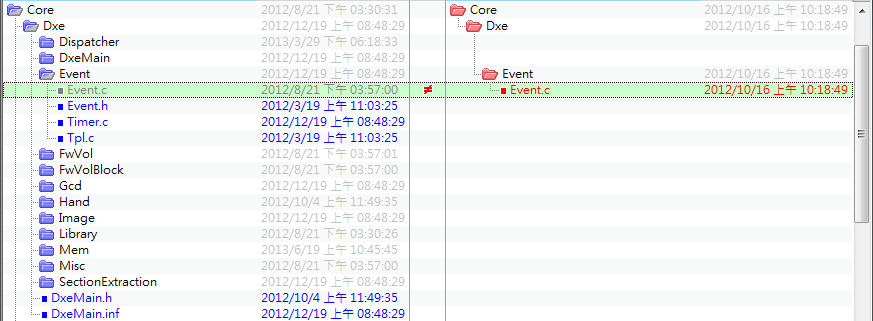 Core 2012/8/21 下午 03:30:31 Core 2012/10/16 上午 10:18:49
Dxe 2012/12/19 上午 08:48:29 Dxe 2012/10/16 上午 10:18:49
Dispatcher 2013/3/29 下午 06:18:33
DxeMain 2012/12/19 上午 08:48:29
Event 2012/12/19 上午 08:48:29 Event 2012/10/16 上午 10:18:49
Event.c 2012/8/21 下午 03:57:00 ≠ Event.c 2012/10/16 上午 10:18:49
Event.h 2012/3/19 上午 11:03:25
Timer.c 2012/12/19 上午 08:48:29
Tpl.c 2012/3/19 上午 11:03:25
FwVol 2012/8/21 下午 03:57:01
FwVolBlock 2012/8/21 下午 03:57:00
Gcd 2012/12/19 上午 08:48:29
Hand 2012/10/4 上午 11:49:35
Image 2012/12/19 上午 08:48:29
Library 2012/8/21 下午 03:30:26
Mem 2013/6/19 上午 10:45:45
Misc 2012/8/21 下午 03:57:00
SectionExtraction 2012/12/19 上午 08:48:29
DxeMain.h 2012/10/4 上午 11:49:35
DxeMain.inf 2012/12/19 上午 08:48:29